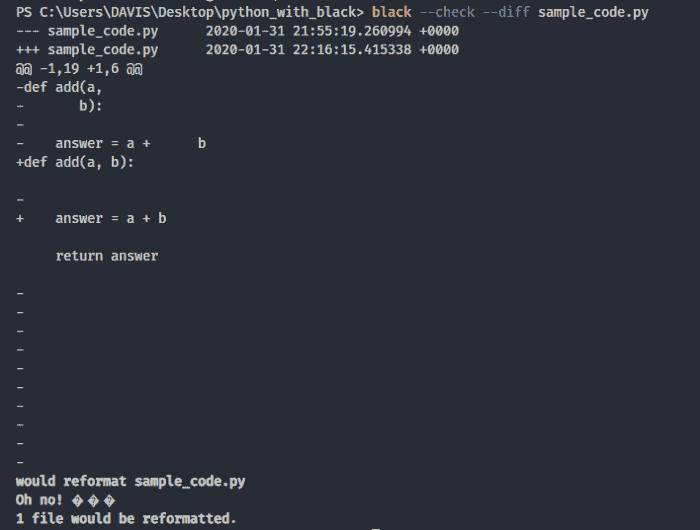 PS C:\Users\DAVIS\Desktop\python_with_black> black --check --diff sample_code.py
--- sample_code.py      2020-01-31 21:55:19.260994 +0000
+++ sample_code.py      2020-01-31 22:16:15.415338 +0000
@@ -1,19 +1,6 @@
-def add(a,
-       b):
-
-    answer = a +      b
+def add(a, b):

-
+    answer = a + b

     return answer

-
-
-
-
-
-
-
-
-
-
would reformat sample_code.py
Oh no! ���
1 file would be reformatted.